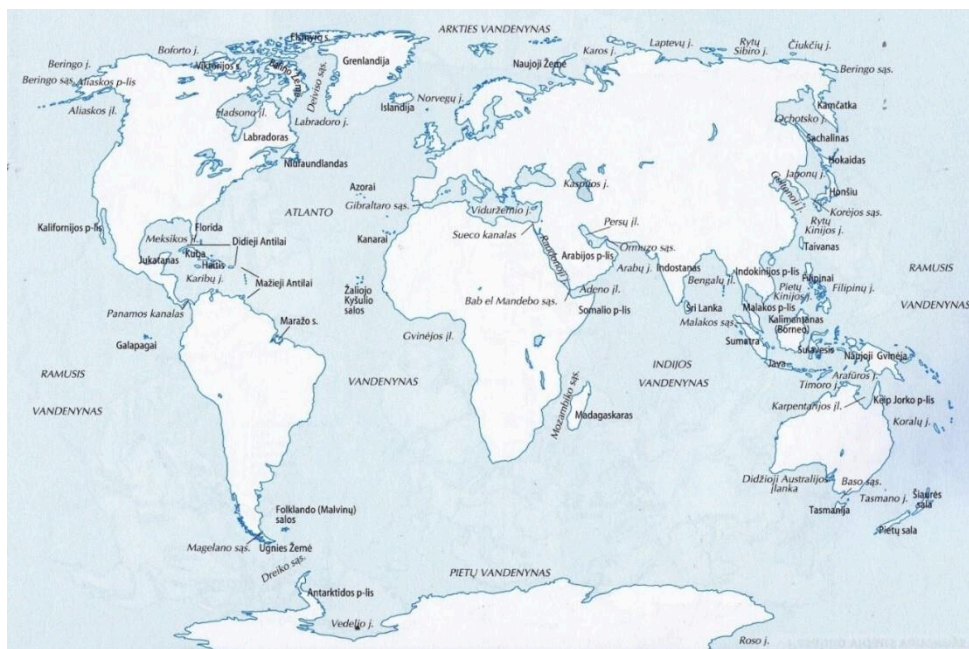 ARKTIES VANDENYNAS
Beringo j.
Boforto j.
Karos j.
Laptevų j.
Rytų
Sibiro j.
Čiukčių j.
Beringo sąs.
Aliaskos p-lis
Viktorijos s.
Grenlandija
Naujoji Žemė
Beringo sąs.
Deiviso sąs.
Islandija
Norvegų j.
Kamčatka
Aliaskos įl.
Hadsono įl.
Labradoro j.
Ochotsko j.
Labradoras
Sachalinas
Niufaundlandas
Hokaidas
Azorai
Kaspijos j.
Japonų j.
Honšiu
Geltonoji j.
Gibraltaro sąs.
Viduržemio j.
Korėjos sąs.
ATLANTO
Persų įl.
Rytų
Kinijos j.
Kalifornijos p-lis
Florida
Kanarai
Sueco kanalas
Raudonoji j.
Ormuzo sąs.
Taivanas
Meksikos įl.
Didieji Antilai
Kuba
Arabijos p-lis
Arabų j.
Indostanas
Jukatanas
Haitis
Bengalų įl.
Indokinijos p-lis
Filipinai
RAMUSIS
Karibų j.
Mažieji Antilai
Žaliojo
Kyšulio
salos
Adeno įl.
Pietų
Kinijos j.
Filipinų j.
Bab el Mandebo sąs.
Somalio p-lis
Šri Lanka
Malakos p-lis
VANDENYNAS
Panamos kanalas
Maražo s.
Malakos sąs.
Kalimantanas
(Borneo)
Gvinėjos įl.
Galapagai
Sumatra
Sulavesis
Naujoji Gvinėja
Java
INDIJOS
VANDENYNAS
RAMUSIS
VANDENYNAS
VANDENYNAS
Arafūros j.
Timoro j.
Mozambiko sąs.
Madagaskaras
Karpentarijos įl.
Keip Jorko p-lis
Koralų j.
Didžioji Australijos
įlanka
Baso sąs.
Tasmano j.
Šiaurės
sala
Tasmanija
Pietų sala
Folklando (Malvinų)
salos
Magelano sąs.
Ugnies Žemė
Dreiko sąs.
PIETŲ VANDENYNAS
Antarktidos p-lis
Vedelio j.
Roso j.